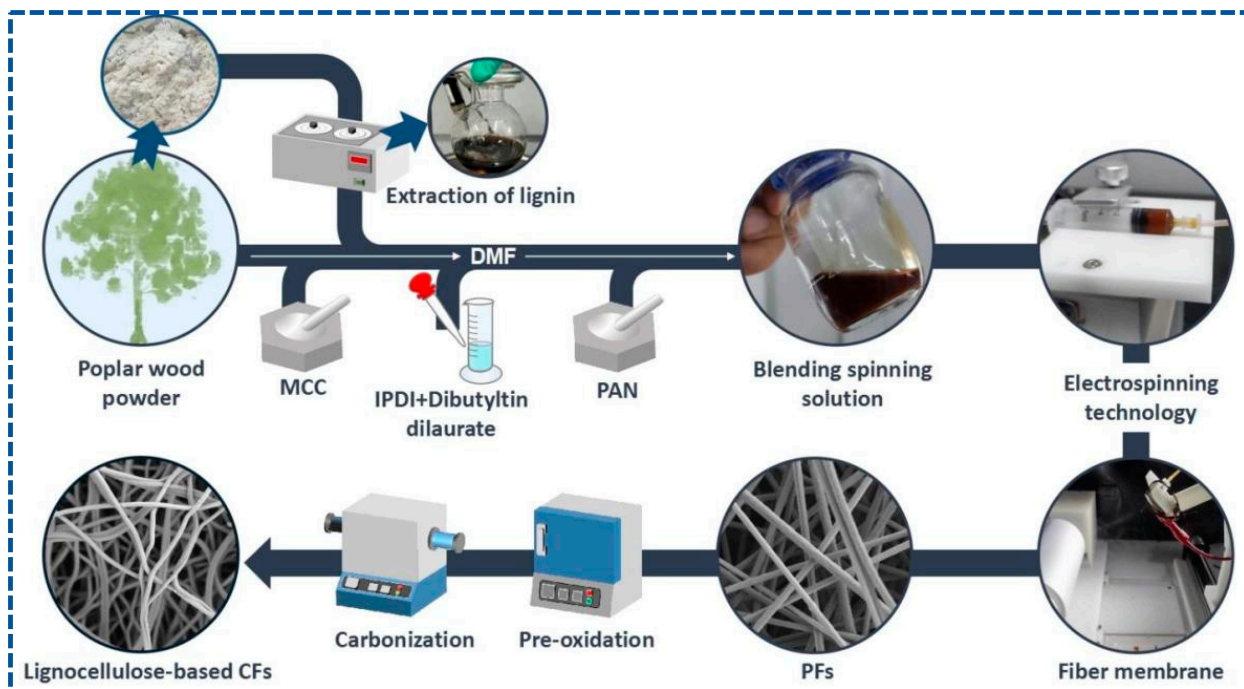 Extraction of lignin
DMF
Poplar wood
powder
MCC
IPDI+Dibutyltin
dilaurate
PAN
Blending spinning
solution
Electrospinning
technology
Lignocellulose-based CFs
Carbonization
Pre-oxidation
PFs
Fiber membrane